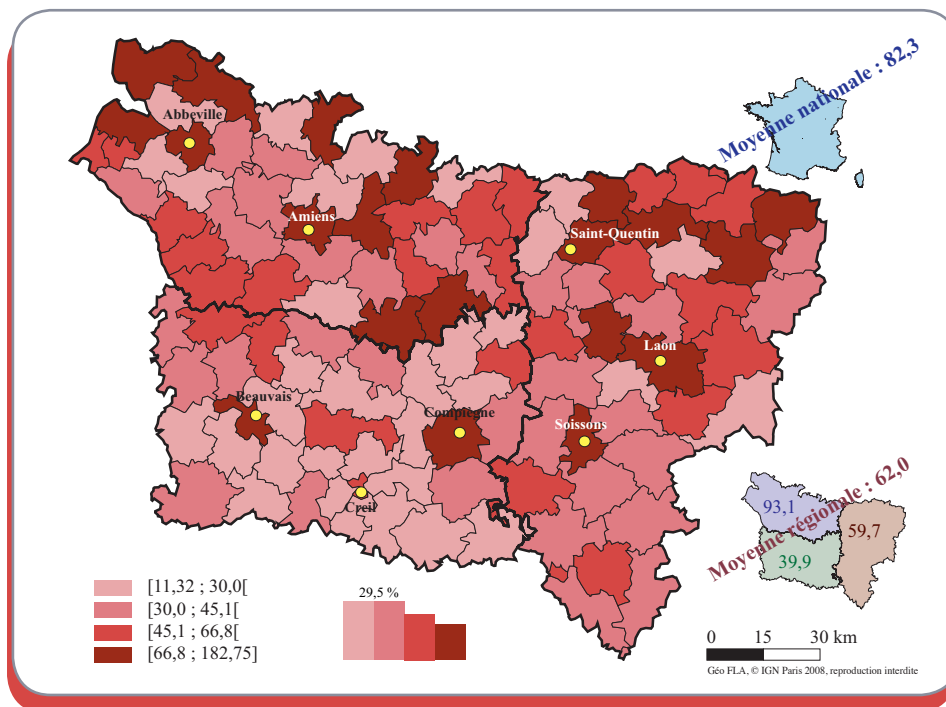 Moyenne nationale : 82,3
Abbeville
Amiens
Saint-Quentin
Laon
Beauvais
Compiègne
Soissons
Creil
Moyenne régionale : 62,0
93,1
59,7
39,9
[11,32 ; 30,0[
[30,0 ; 45,1[
[45,1 ; 66,8[
[66,8 ; 182,75]
29,5 %
0 15 30 km
Géo FLA, © IGN Paris 2008, reproduction interdite